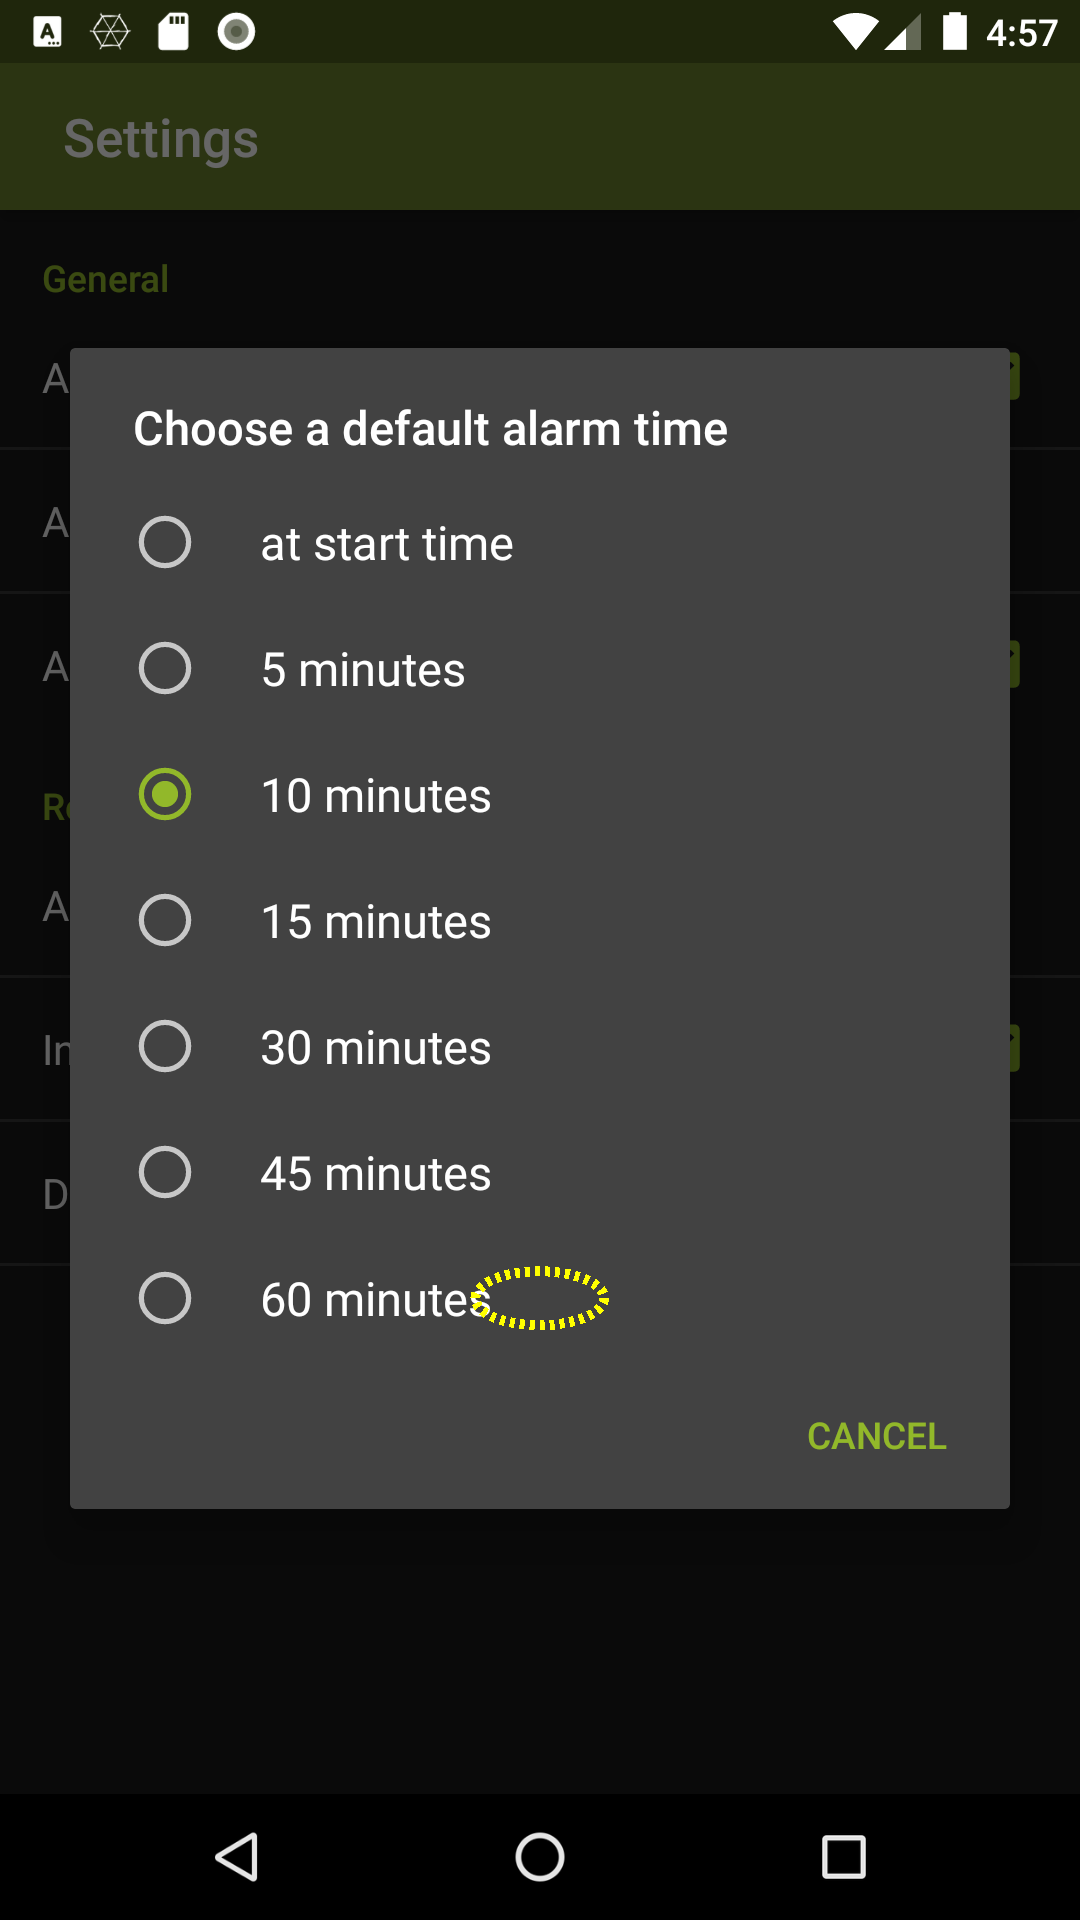 4:57
Settings
General
A
Choose a default alarm time
at start time
A
5 minutes
A
10 minutes
Re
15 minutes
A
30 minutes
In
45 minutes
D
60 minutes
CANCEL